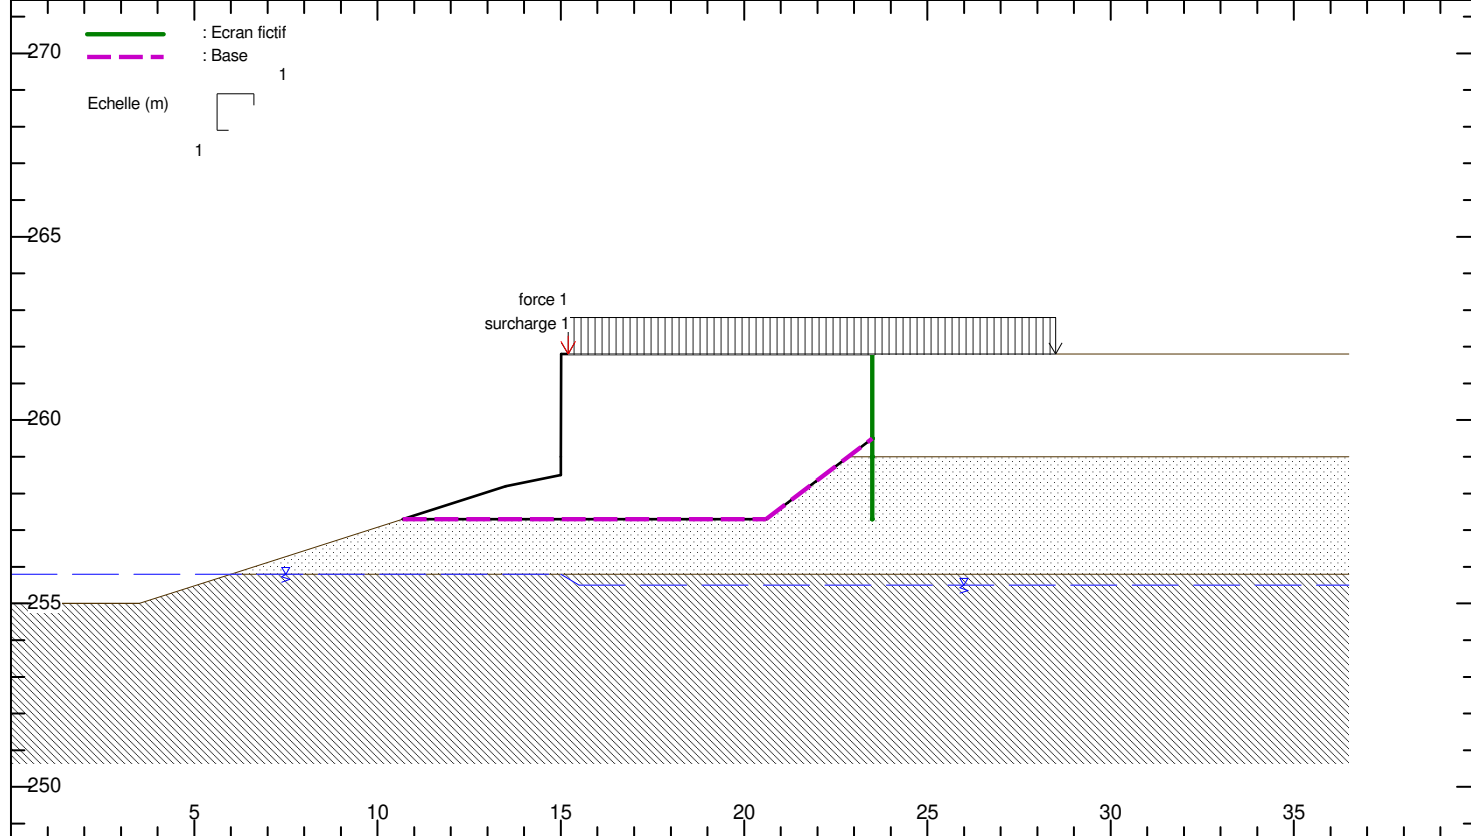 270
: Ecran fictif
: Base
1
Echelle (m)
1
265
force 1
surcharge 1
260
255
250
5 10 15 20 25 30 35